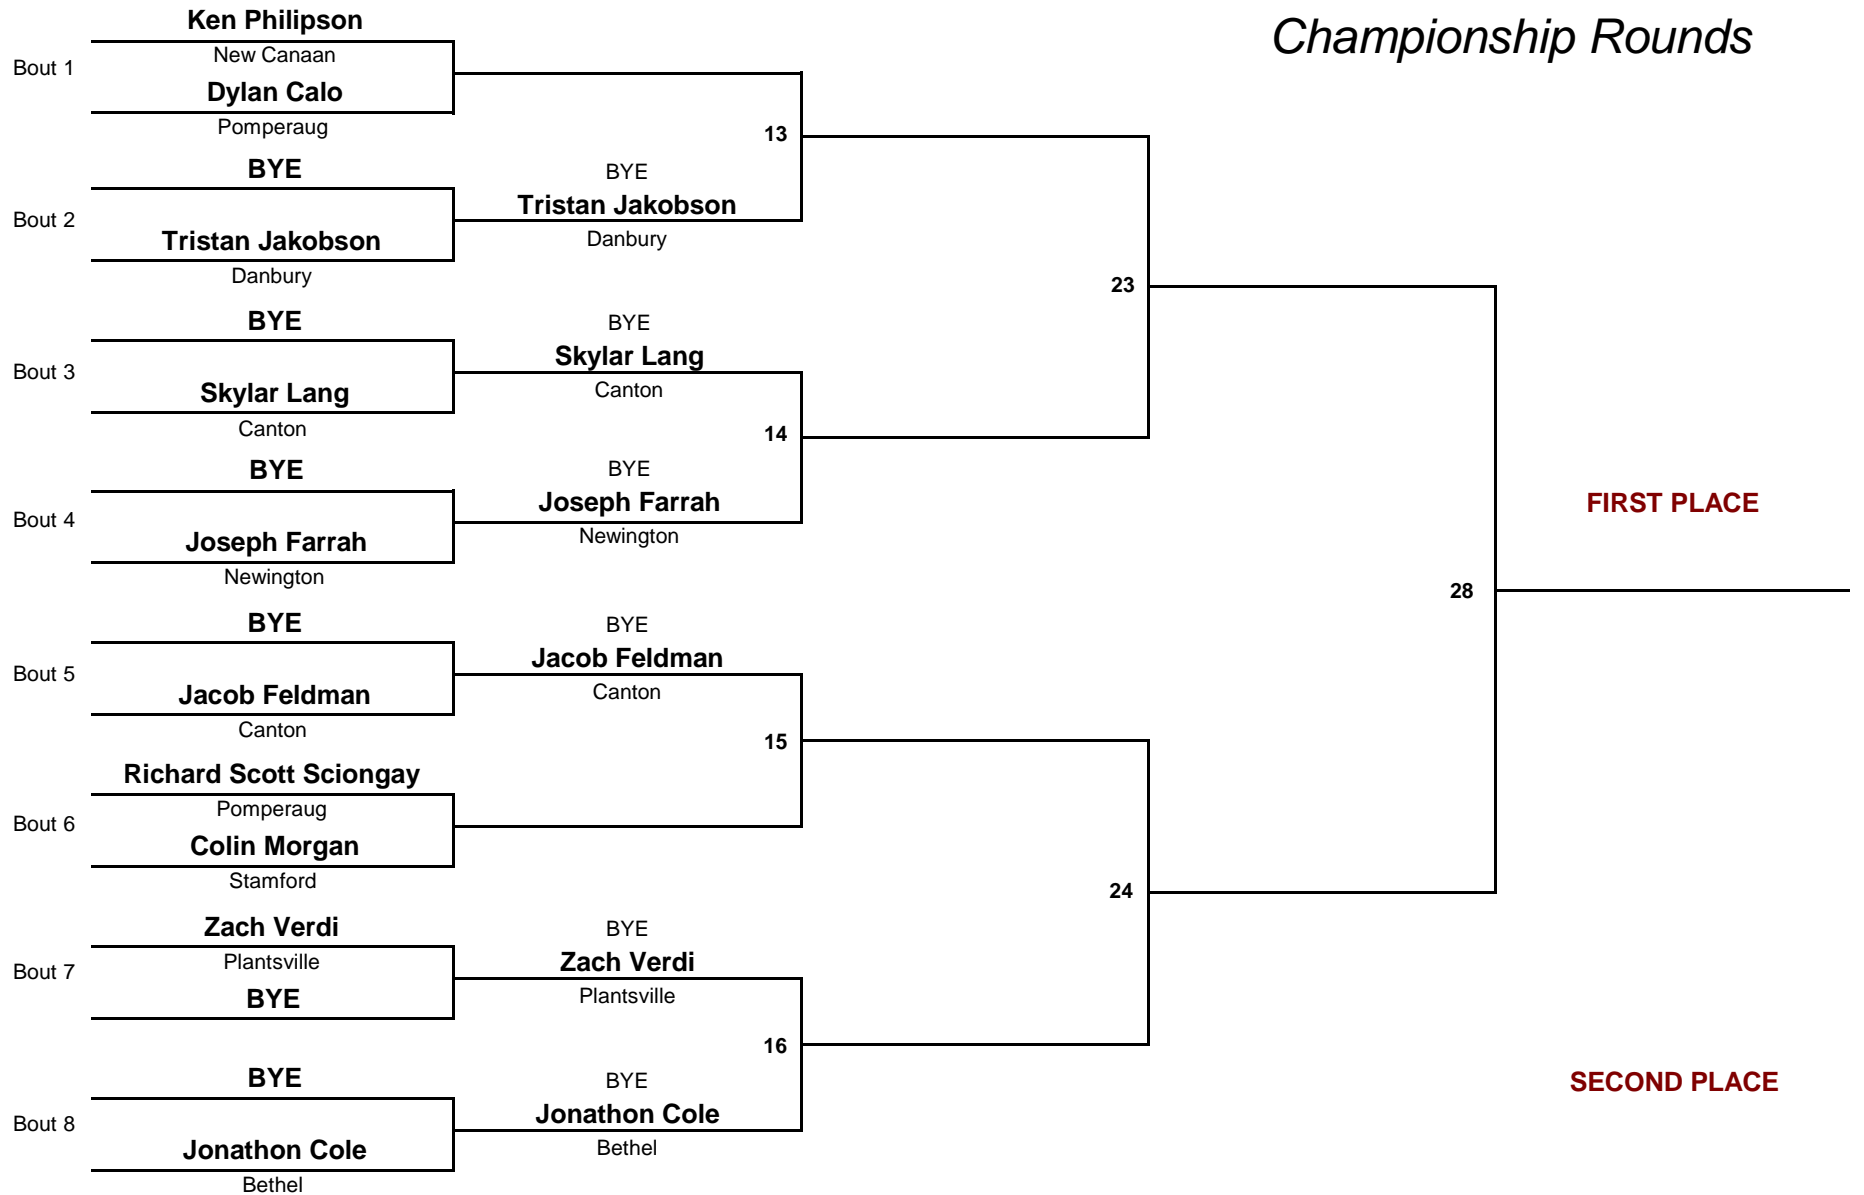 Championship Rounds
Ken Philipson
New Canaan
Bout 1
Dylan Calo
Pomperaug
13
BYE
BYE
Tristan Jakobson
Bout 2
Tristan Jakobson
Danbury
Danbury
23
BYE
BYE
Skylar Lang
Bout 3
Skylar Lang
Canton
Canton
14
BYE
BYE
Joseph Farrah
FIRST PLACE
Bout 4
Joseph Farrah
Newington
Newington
28
BYE
BYE
Jacob Feldman
Bout 5
Jacob Feldman
Canton
Canton
15
Richard Scott Sciongay
Pomperaug
Bout 6
Colin Morgan
Stamford
24
Zach Verdi
BYE
Plantsville
Zach Verdi
Bout 7
BYE
Plantsville
16
BYE
BYE
SECOND PLACE
Jonathon Cole
Bout 8
Jonathon Cole
Bethel
Bethel